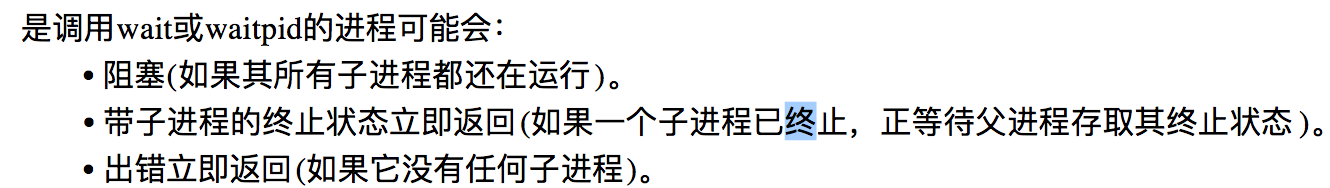 是调用wait或waitpid的进程可能会：
• 阻塞(如果其所有子进程都还在运行)。
• 带子进程的终止状态立即返回(如果一个子进程已终止，正等待父进程存取其终止状态)。
• 出错立即返回(如果它没有任何子进程)。